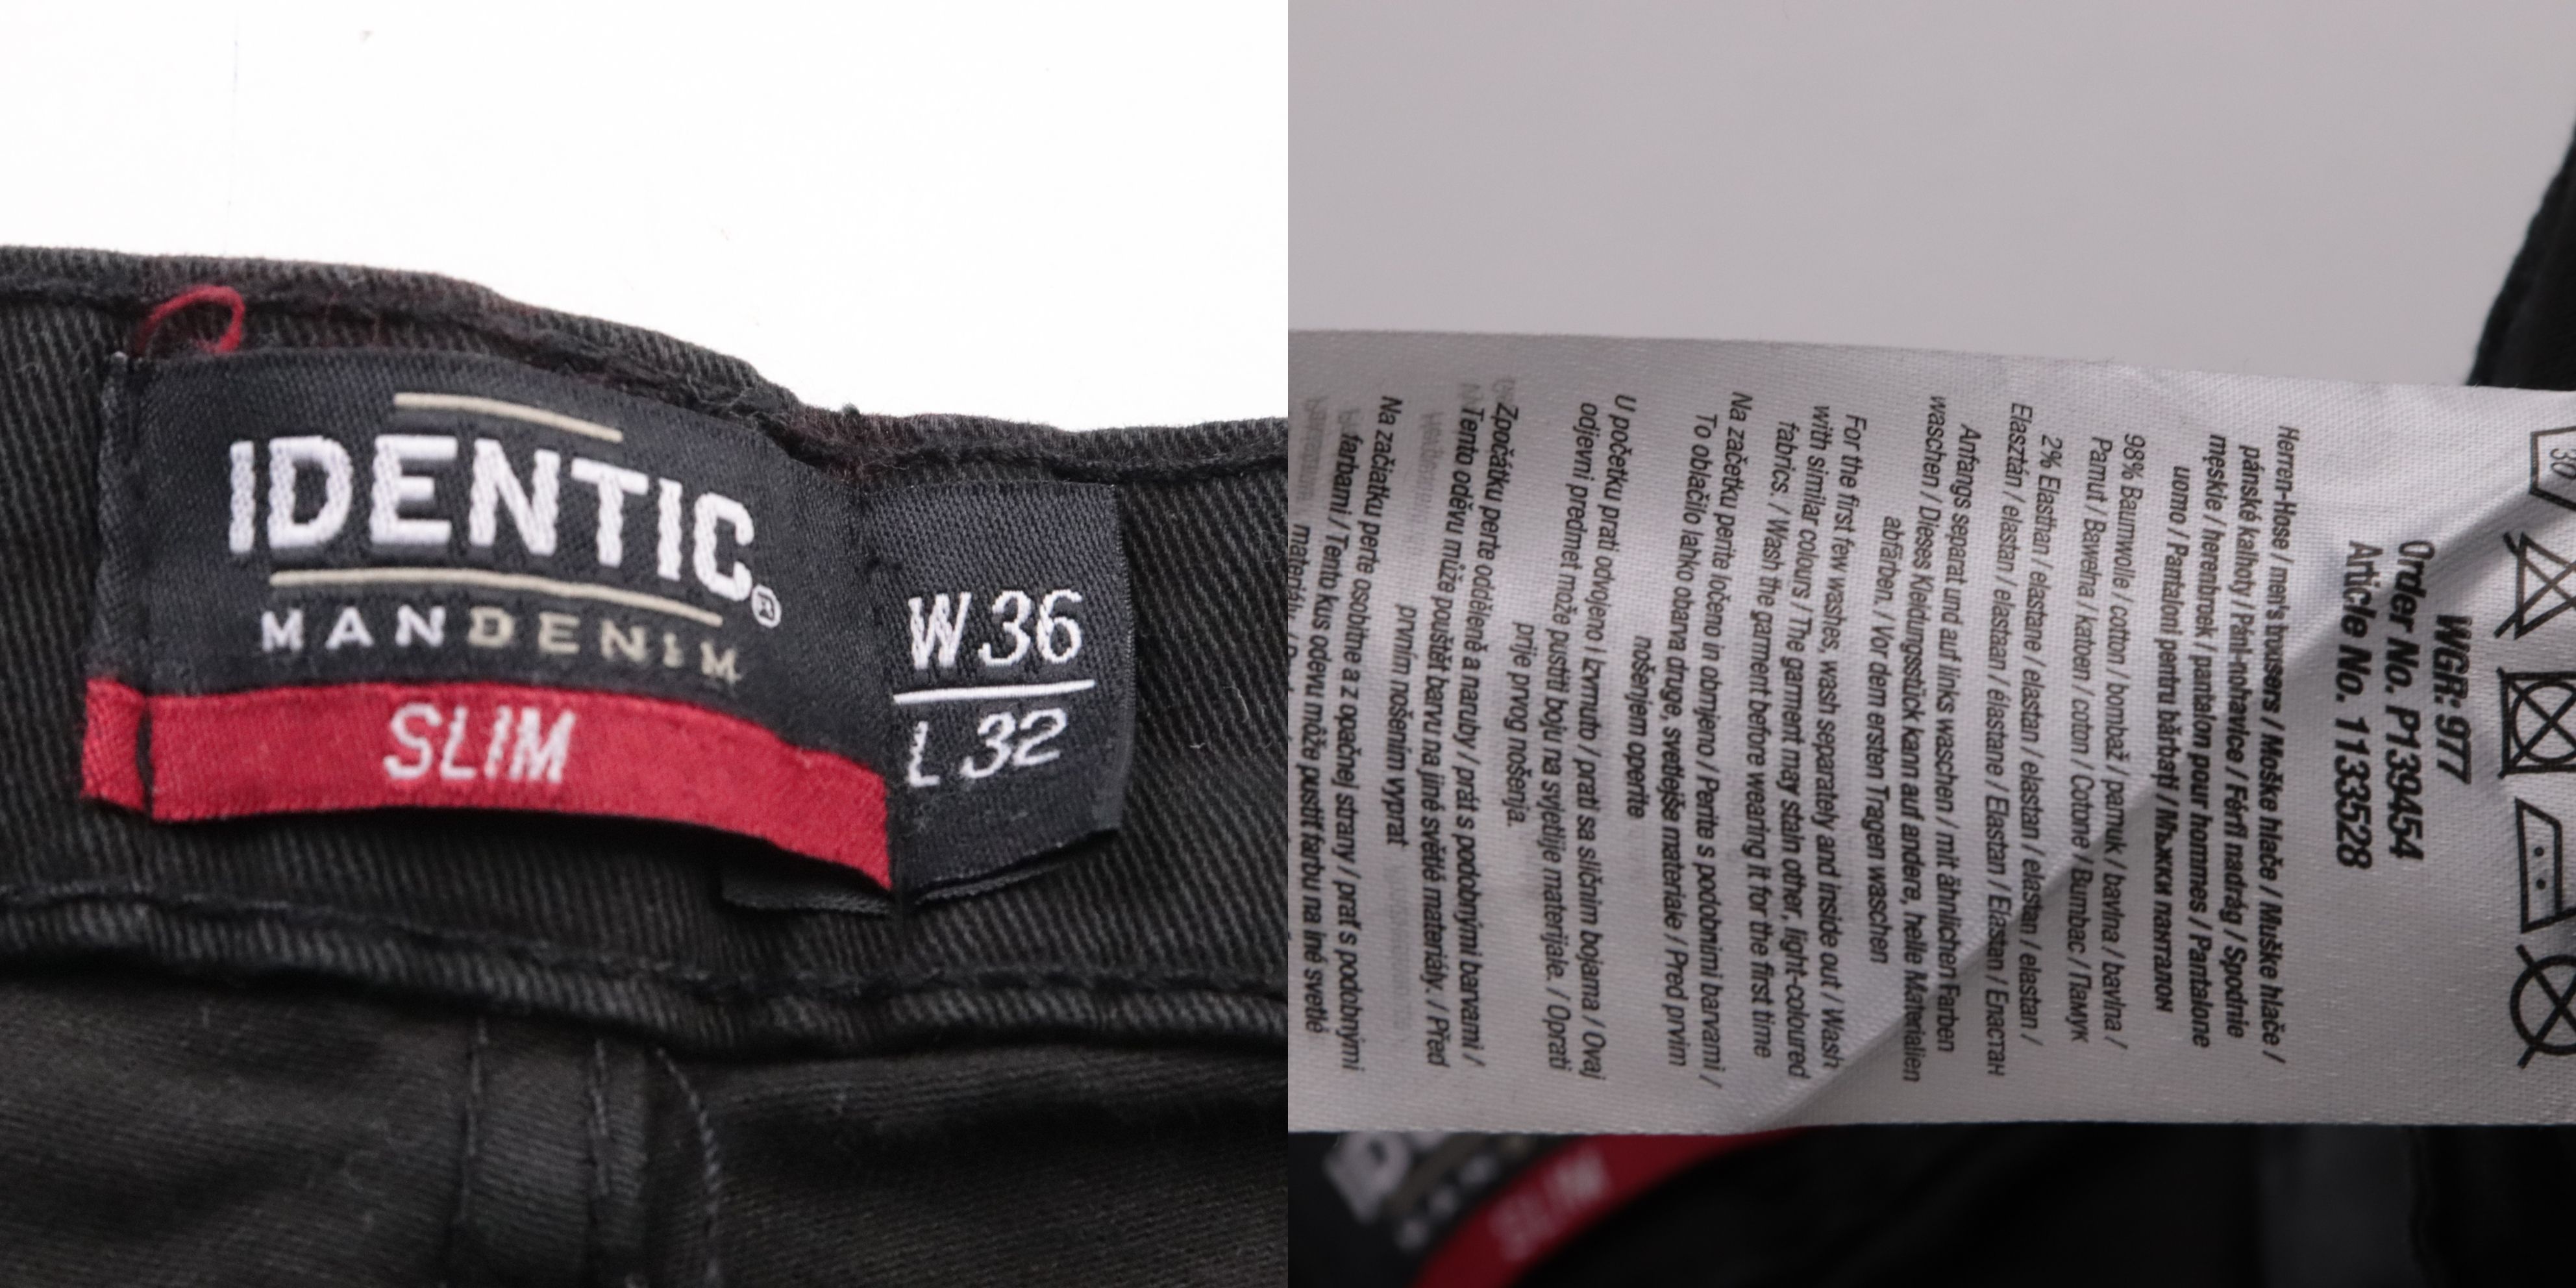 IDENTIC®
MANDENIM
SLIM
W 36
L 32
30
WGR: 977
Order No. P1394454
Article No. 11333528
Herren-Hose / men's trousers / Moške hlače / Muške hlače /
pánské kalhoty / Páni-nohavice / Férfi nadrág / Spodnie
męskie / herenbroek / pantalon pour hommes / Pantalone
uomo / Pantaloni pentru bărbați / Мъжки панталон
98% Baumwolle / cotton / bombaž / pamuk / bavlna / bavlna /
Pamut / Bawełna / katoen / coton / Cotone / Bumbac / Памук
2% Elasthan / elastane / elastan / elastan / elastan / elastan /
Elasztán / elastan / elastaan / élastane / Elastan / Elastan / Еластан
Anfangs separat und auf links waschen / mit ähnlichen Farben
waschen / Dieses Kleidungsstück kann auf andere, helle Materialien
abfärben. / Vor dem ersten Tragen waschen
For the first few washes, wash separately and inside out / Wash
with similar colours / The garment may stain other, light-coloured
fabrics. / Wash the garment before wearing it for the first time
Na začetku perite ločeno in obrnjeno / Perite s podobnimi barvami /
To oblačilo lahko obarva druge, svetlejše materiale / Pred prvim
nošenjem operite
U početku prati odvojeno i izvrnuto / prati sa sličnim bojama / Ovaj
odjevni predmet može pustiti boju na svjetlije materijale. / Oprati
prije prvog nošenja.
Zpočátku perte odděleně a naruby / prát s podobnými barvami /
Tento oděvu může pouštět barvu na jiné světlé materiály. / Před
prvním nošením vyprat
Na začiatku perte osobitne a z opačnej strany / prať s podobnými
farbami / Tento kus odevu môže pustiť farbu na iné svetlé
SLIM